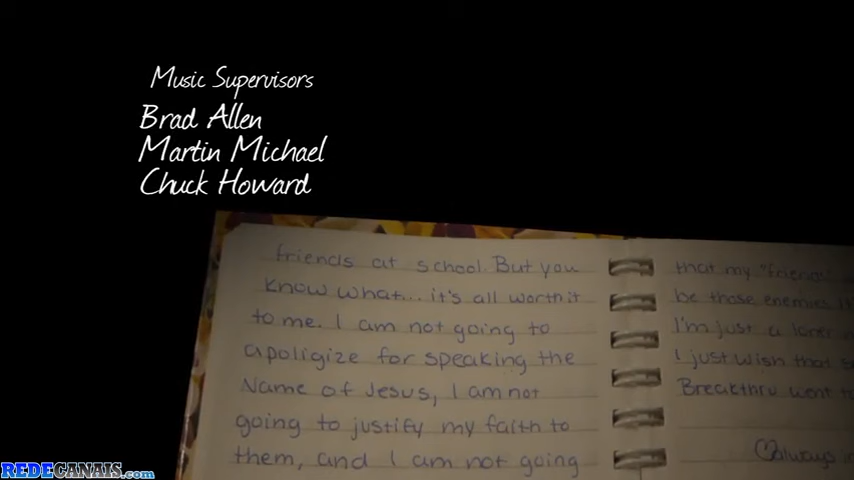 Music Supervisors
Brad Allen
Martin Michael
Chuck Howard
friends at school. But you
know what... it's all worth it
to me. I am not going to
apoligize for speaking the
Name of Jesus, I am not
going to justify my faith to
them, and I am not going
that my "friends"
be those enemies. If
I'm just a loner
I just wish that
Breakthru went
always in
REDECANAIS.com